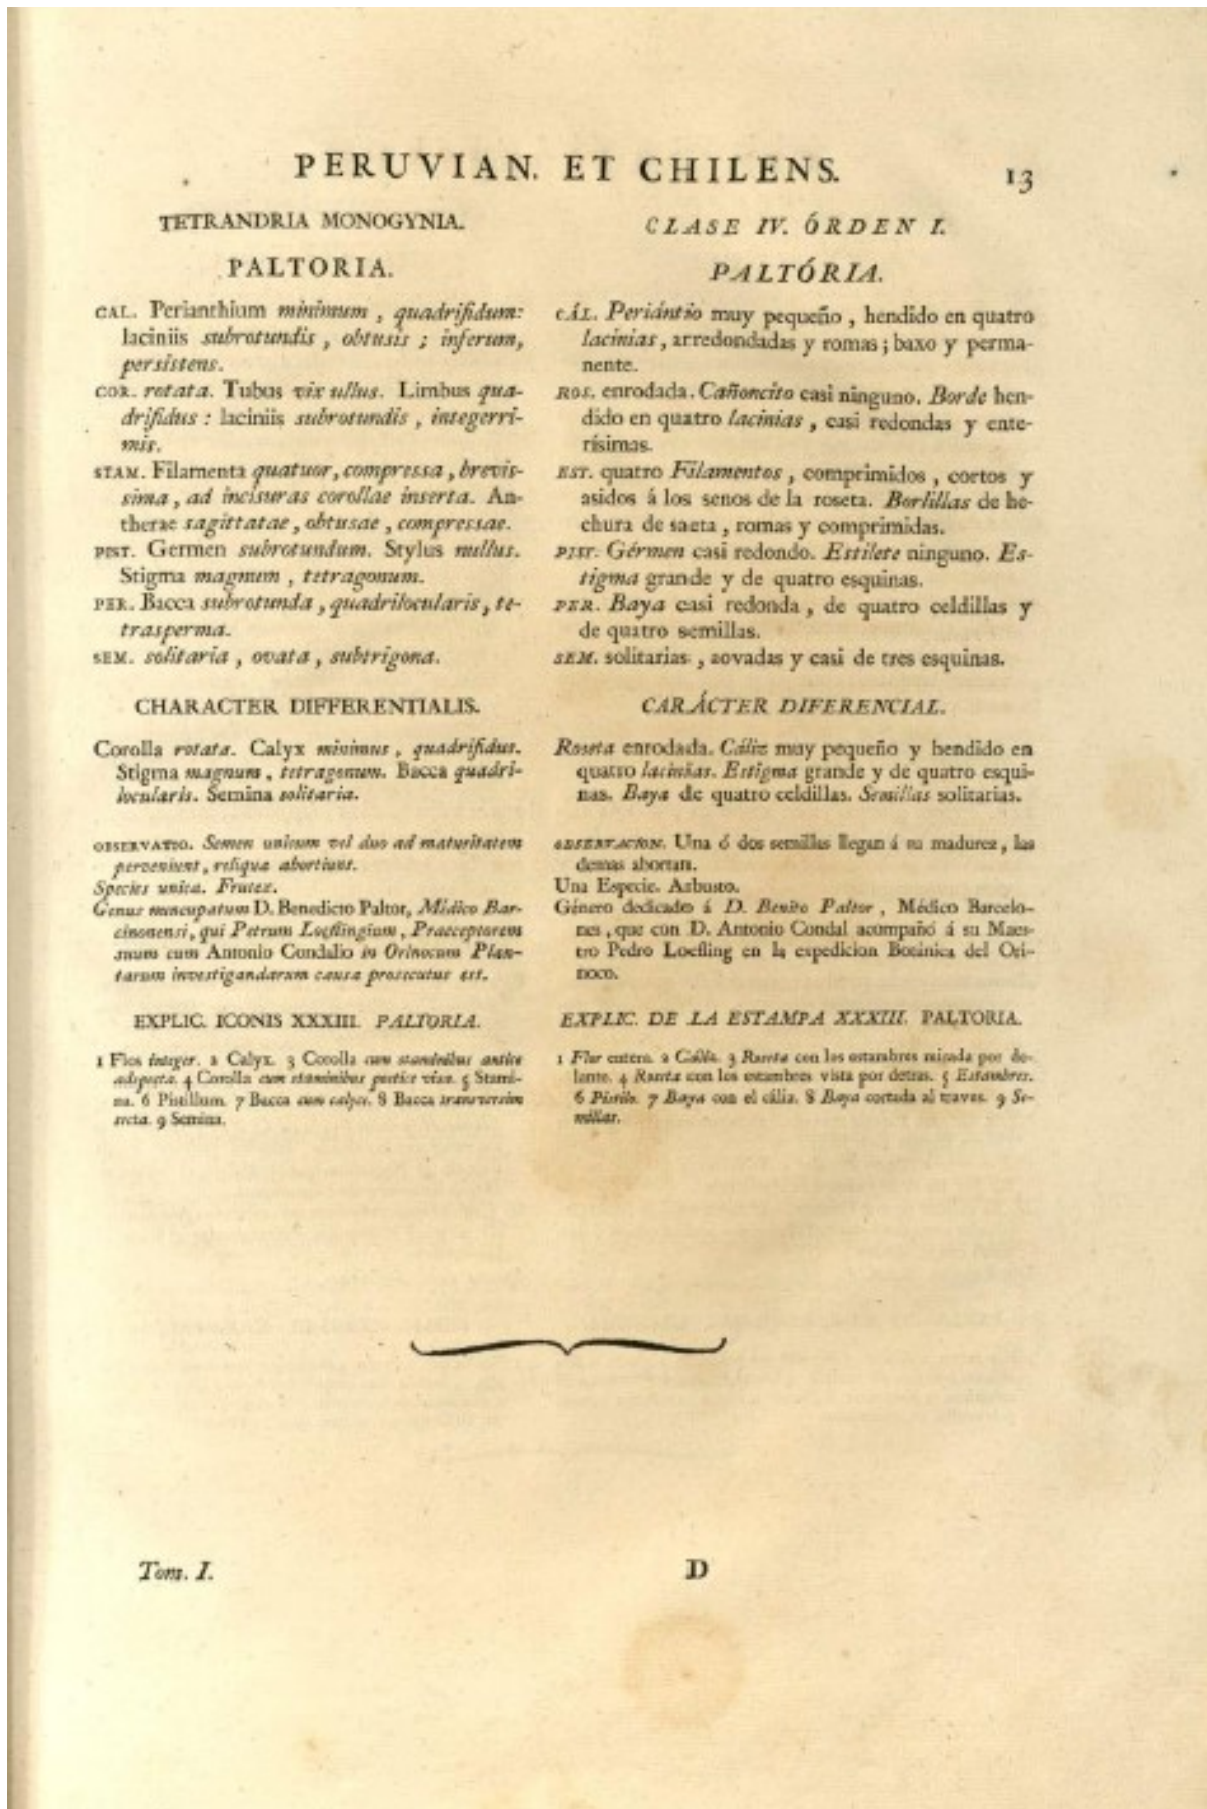 PERUVIAN. ET CHILENS. 13
TETRANDRIA MONOGYNIA.
PALTORIA.
CAL. Perianthium minimum , quadrifidum:
laciniis subrotundis , obtusis ; inferum,
persistens.
COR. rotata. Tubus vix ullus. Limbus qua-
drifidus : laciniis subrotundis , integerri-
mis.
STAM. Filamenta quatuor, compressa , brevis-
sima , ad incisuras corollae inserta. An-
therae sagittatae , obtusae , compressae.
PIST. Germen subrotundum. Stylus nullus.
Stigma magnum , tetragonum.
PER. Bacca subrotunda , quadrilocularis, te-
trasperma.
SEM. solitaria , ovata , subtrigona.
CHARACTER DIFFERENTIALIS.
Corolla rotata. Calyx minimus , quadrifidus.
Stigma magnum , tetragonum. Bacca quadri-
locularis. Semina solitaria.
OBSERVATIO. Semen unicum vel duo ad maturitatem
perveniunt , reliqua abortiunt.
Species unica. Frutex.
Genus nuncupatum D. Benedicto Paltor, Médico Bar-
cinonensi, qui Petrum Loeflingium , Praeceptorem
suum cum Antonio Condalio in Orinocum Plan-
tarum investigandarum causa prosecutus est.
EXPLIC. ICONIS XXXIII. PALTORIA.
1 Flos integer. 2 Calyx. 3 Corolla cum staminibus antice
adspecta. 4 Corolla cum staminibus postice visa. 5 Stami-
na. 6 Pistillum. 7 Bacca cum calyce. 8 Bacca transversim
secta. 9 Semina.
CLASE IV. ÓRDEN I.
PALTÓRIA.
CÁL. Periántio muy pequeño , hendido en quatro
lacinias , arredondadas y romas ; baxo y perma-
nente.
ROS. enrodada. Cañoncito casi ninguno. Borde hen-
dido en quatro lacinias , casi redondas y ente-
rísimas.
EST. quatro Filamentos , comprimidos , cortos y
asidos á los senos de la roseta. Borlillas de he-
chura de saeta , romas y comprimidas.
PIST. Gérmen casi redondo. Estilete ninguno. Es-
tigma grande y de quatro esquinas.
PER. Baya casi redonda , de quatro celdillas y
de quatro semillas.
SEM. solitarias , aovadas y casi de tres esquinas.
CARÁCTER DIFERENCIAL.
Roseta enrodada. Cáliz muy pequeño y hendido en
quatro lacinias. Estigma grande y de quatro esqui-
nas. Baya de quatro celdillas. Semillas solitarias.
OBSERVACION. Una ó dos semillas llegan á su madurez , las
demas abortan.
Una Especie. Arbusto.
Género dedicado á D. Benito Paltor , Médico Barcelo-
nes , que con D. Antonio Condal acompañó á su Maes-
tro Pedro Loefling en la expedicion Botánica del Ori-
noco.
EXPLIC. DE LA ESTAMPA XXXIII. PALTORIA.
1 Flor entera. 2 Cáliz. 3 Roseta con los estambres mirada por de-
lante. 4 Roseta con los estambres vista por detras. 5 Estambres.
6 Pistilo. 7 Baya con el cáliz. 8 Baya cortada al traves. 9 Se-
millas.
Tom. I. D